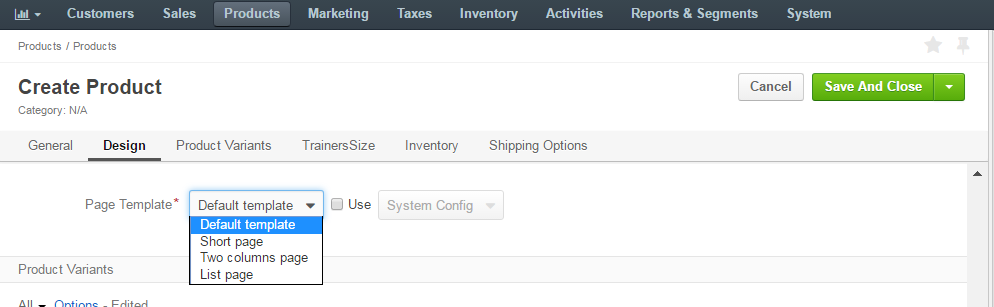 Customers Sales Products Marketing Taxes Inventory Activities Reports & Segments System
Products / Products
Create Product
Cancel Save And Close
Category: N/A
General Design Product Variants TrainersSize Inventory Shipping Options
Page Template* Default template Use System Config
Default template
Short page
Two columns page
List page
Product Variants
All Options - Edited